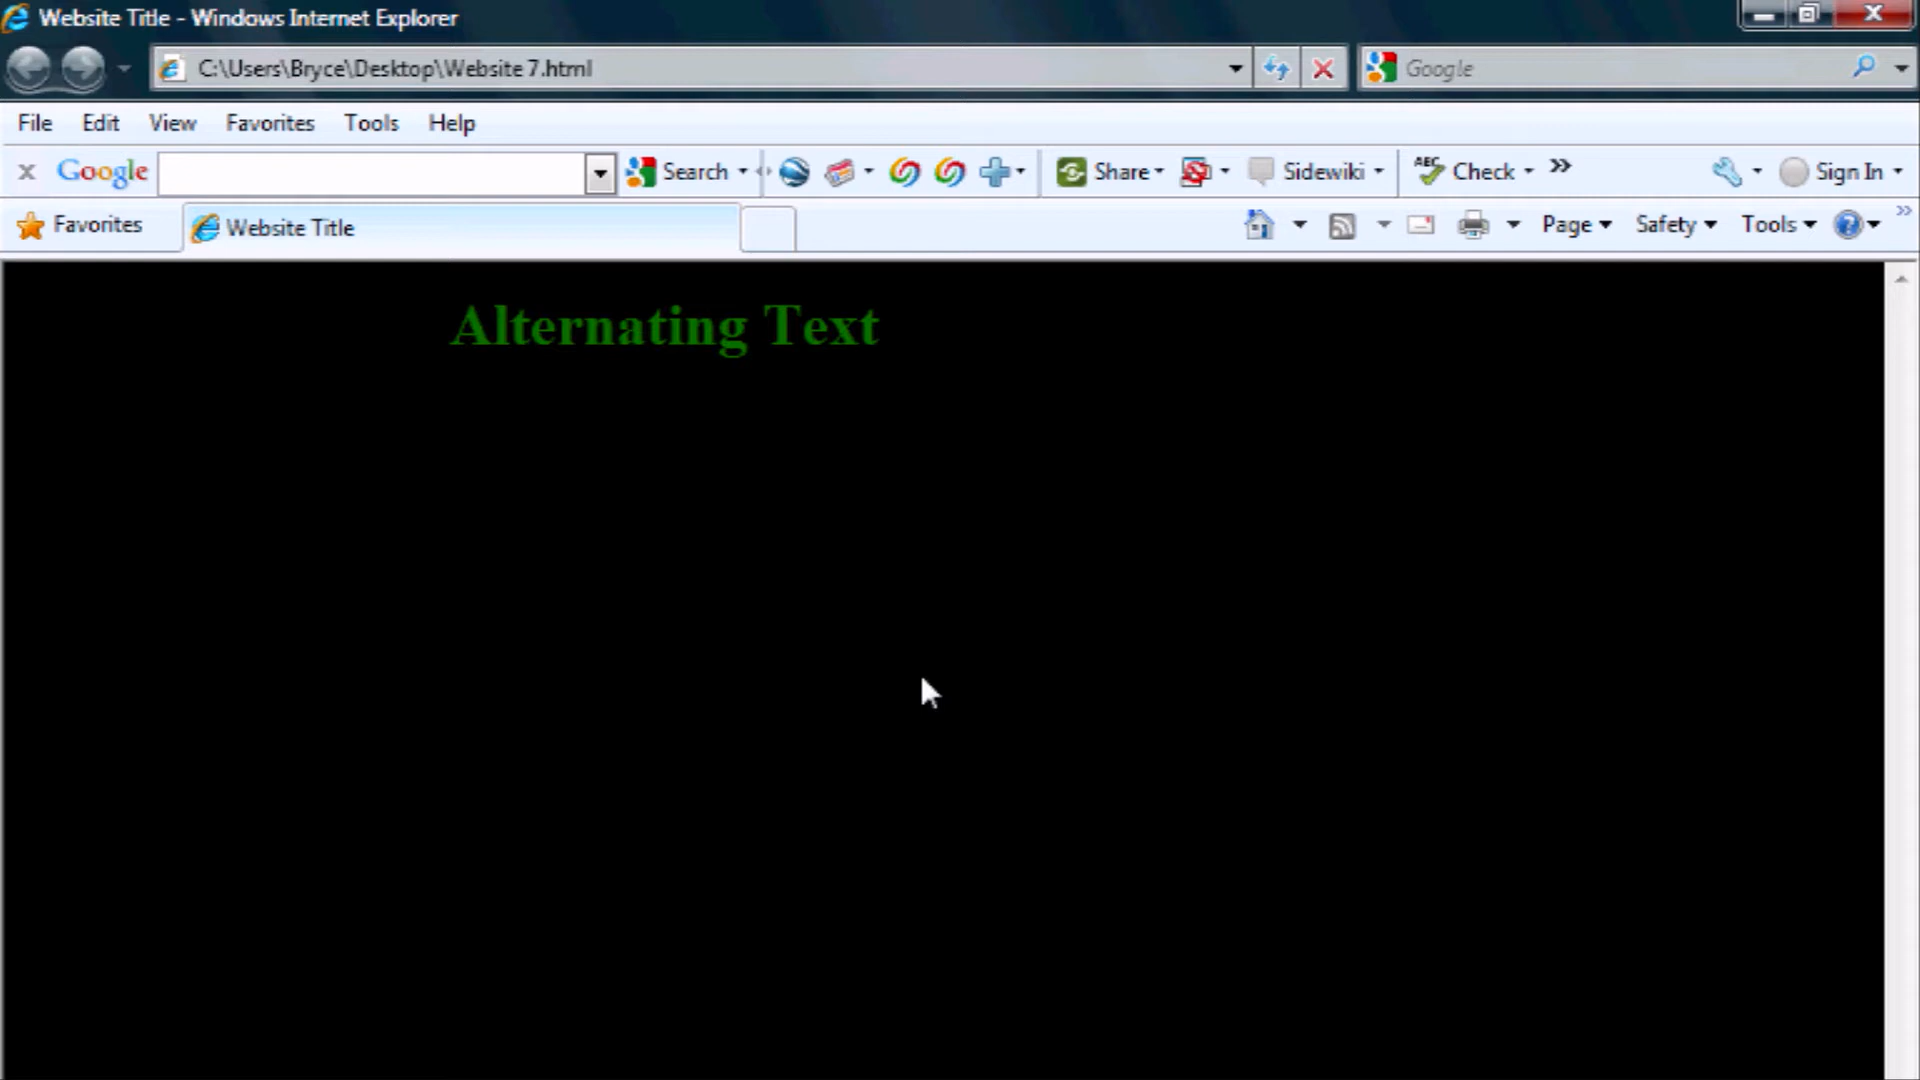 Website Title - Windows Internet Explorer
C:\Users\Bryce\Desktop\Website 7.html
Google
File Edit View Favorites Tools Help
x Google Search Share Sidewiki ABC Check » Sign In
Favorites Website Title Page Safety Tools ? »
Alternating Text